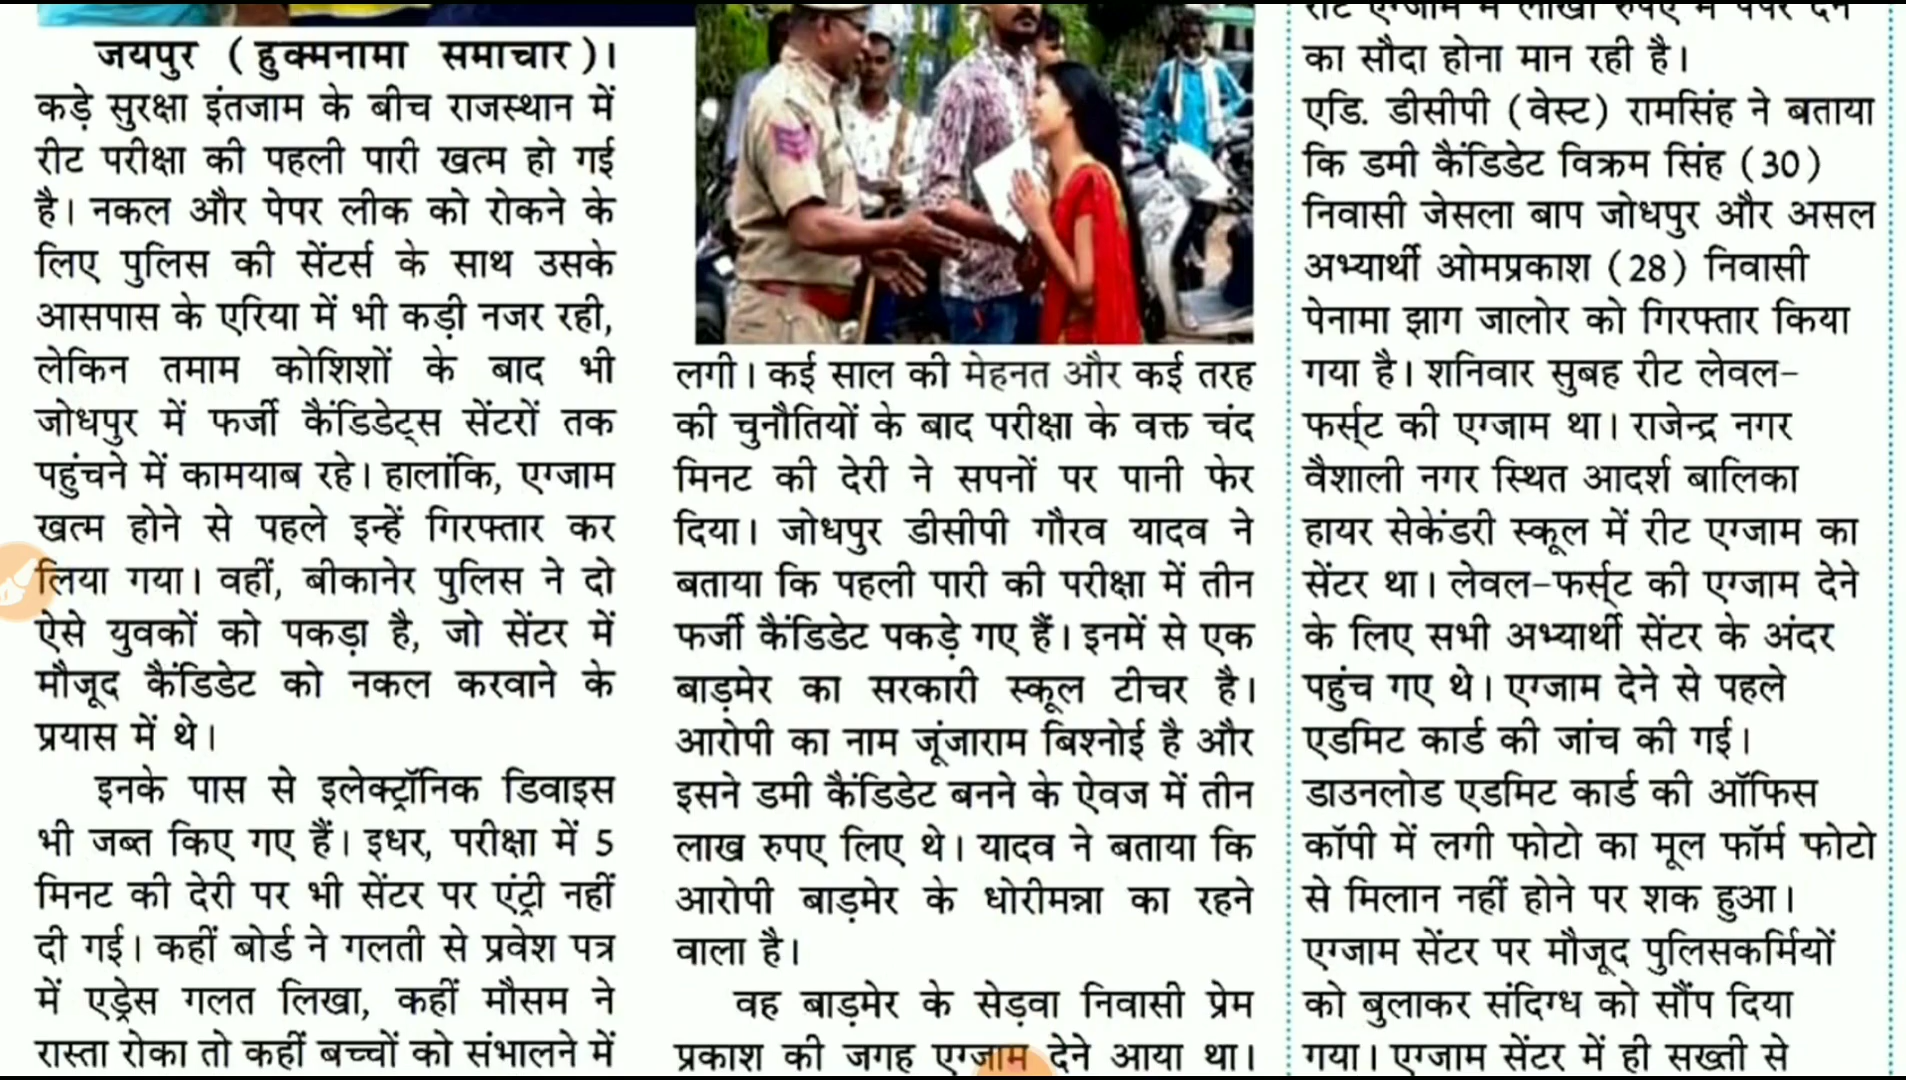 जयपुर (हुक्मनामा समाचार)।
कड़े सुरक्षा इंतजाम के बीच राजस्थान में
रीट परीक्षा की पहली पारी खत्म हो गई
है। नकल और पेपर लीक को रोकने के
लिए पुलिस की सेंटर्स के साथ उसके
आसपास के एरिया में भी कड़ी नजर रही,
लेकिन तमाम कोशिशों के बाद भी
जोधपुर में फर्जी कैंडिडेट्स सेंटरों तक
पहुंचने में कामयाब रहे। हालांकि, एग्जाम
खत्म होने से पहले इन्हें गिरफ्तार कर
लिया गया। वहीं, बीकानेर पुलिस ने दो
ऐसे युवकों को पकड़ा है, जो सेंटर में
मौजूद कैंडिडेट को नकल करवाने के
प्रयास में थे।
इनके पास से इलेक्ट्रॉनिक डिवाइस
भी जब्त किए गए हैं। इधर, परीक्षा में 5
मिनट की देरी पर भी सेंटर पर एंट्री नहीं
दी गई। कहीं बोर्ड ने गलती से प्रवेश पत्र
में एड्रेस गलत लिखा, कहीं मौसम ने
रास्ता रोका तो कहीं बच्चों को संभालने में
लगी। कई साल की मेहनत और कई तरह
की चुनौतियों के बाद परीक्षा के वक्त चंद
मिनट की देरी ने सपनों पर पानी फेर
दिया। जोधपुर डीसीपी गौरव यादव ने
बताया कि पहली पारी की परीक्षा में तीन
फर्जी कैंडिडेट पकड़े गए हैं। इनमें से एक
बाड़मेर का सरकारी स्कूल टीचर है।
आरोपी का नाम जूंजाराम बिश्नोई है और
इसने डमी कैंडिडेट बनने के ऐवज में तीन
लाख रुपए लिए थे। यादव ने बताया कि
आरोपी बाड़मेर के धोरीमन्ना का रहने
वाला है।
वह बाड़मेर के सेड़वा निवासी प्रेम
प्रकाश की जगह एग्जाम देने आया था।
रीट एग्जाम में लाखों रुपए में पेपर देने
का सौदा होना मान रही है।
एडि. डीसीपी (वेस्ट) रामसिंह ने बताया
कि डमी कैंडिडेट विक्रम सिंह (30)
निवासी जेसला बाप जोधपुर और असल
अभ्यार्थी ओमप्रकाश (28) निवासी
पेनामा झाग जालोर को गिरफ्तार किया
गया है। शनिवार सुबह रीट लेवल-
फर्स्ट की एग्जाम था। राजेन्द्र नगर
वैशाली नगर स्थित आदर्श बालिका
हायर सेकेंडरी स्कूल में रीट एग्जाम का
सेंटर था। लेवल-फर्स्ट की एग्जाम देने
के लिए सभी अभ्यार्थी सेंटर के अंदर
पहुंच गए थे। एग्जाम देने से पहले
एडमिट कार्ड की जांच की गई।
डाउनलोड एडमिट कार्ड की ऑफिस
कॉपी में लगी फोटो का मूल फॉर्म फोटो
से मिलान नहीं होने पर शक हुआ।
एग्जाम सेंटर पर मौजूद पुलिसकर्मियों
को बुलाकर संदिग्ध को सौंप दिया
गया। एग्जाम सेंटर में ही सख्ती से